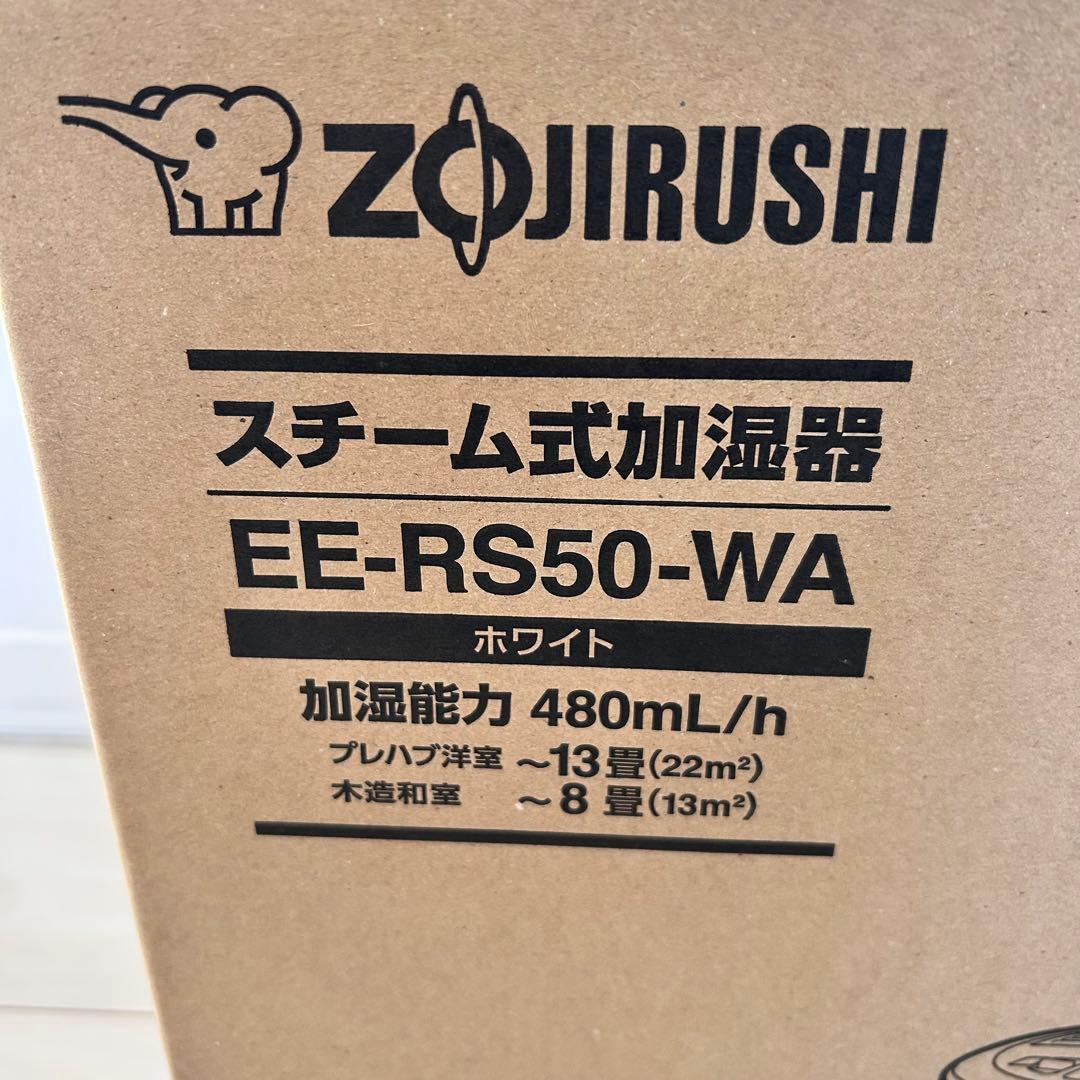 ZOJIRUSHI
スチーム式加湿器
EE-RS50-WA
ホワイト
加湿能力 480mL/h
プレハブ洋室 ～13畳(22m²)
木造和室 ～8畳(13m²)